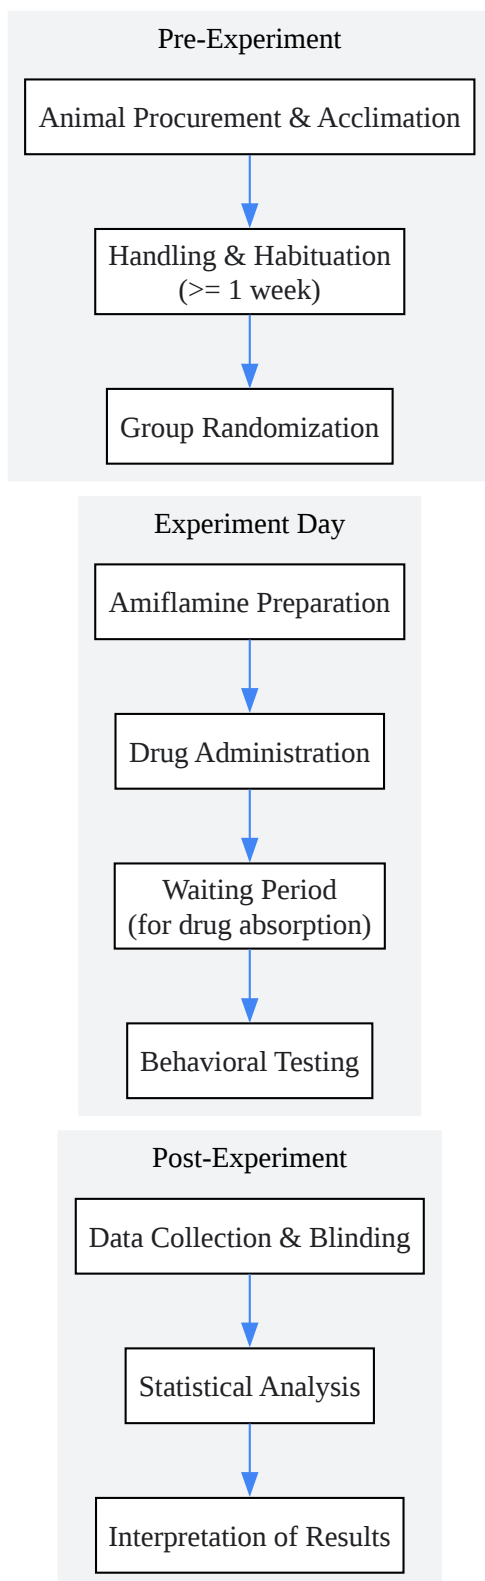 Pre-Experiment
Animal Procurement & Acclimation
Handling & Habituation
(>= 1 week)
Group Randomization
Experiment Day
Amiflamine Preparation
Drug Administration
Waiting Period
(for drug absorption)
Behavioral Testing
Post-Experiment
Data Collection & Blinding
Statistical Analysis
Interpretation of Results